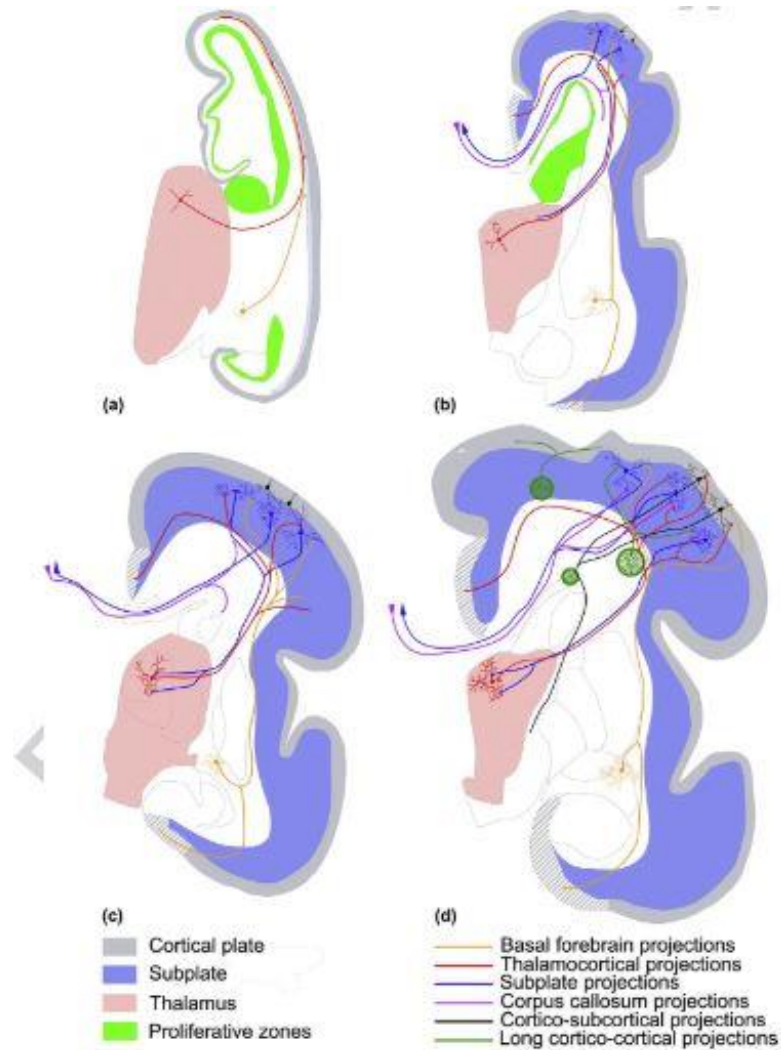 (a)
(b)
(c)
(d)
Cortical plate
Subplate
Thalamus
Proliferative zones
Basal forebrain projections
Thalamocortical projections
Subplate projections
Corpus callosum projections
Cortico-subcortical projections
Long cortico-cortical projections